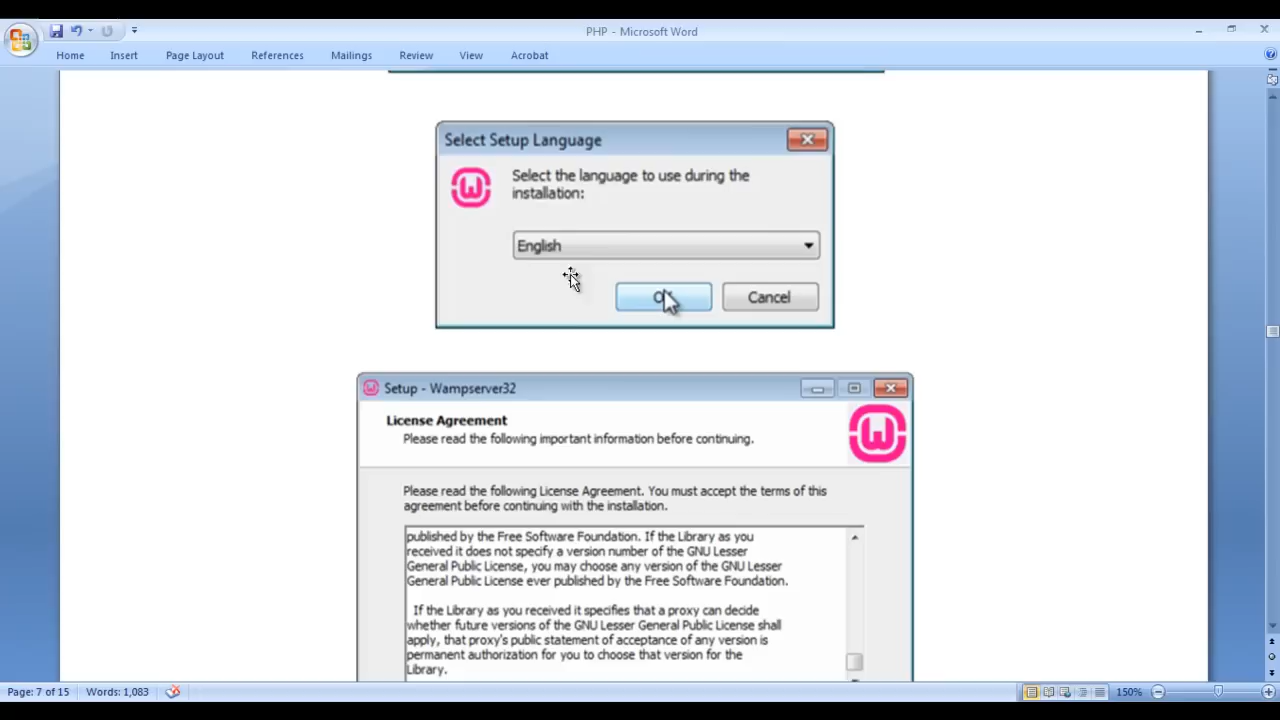 PHP - Microsoft Word
Home Insert Page Layout References Mailings Review View Acrobat
Select Setup Language
Select the language to use during the
installation:
English
Cancel
Setup - Wampserver32
License Agreement
Please read the following important information before continuing.
Please read the following License Agreement. You must accept the terms of this
agreement before continuing with the installation.
published by the Free Software Foundation. If the Library as you
received it does not specify a version number of the GNU Lesser
General Public License, you may choose any version of the GNU Lesser
General Public License ever published by the Free Software Foundation.
If the Library as you received it specifies that a proxy can decide
whether future versions of the GNU Lesser General Public License shall
apply, that proxy's public statement of acceptance of any version is
permanent authorization for you to choose that version for the
Library.
Page: 7 of 15 Words: 1,083 150%